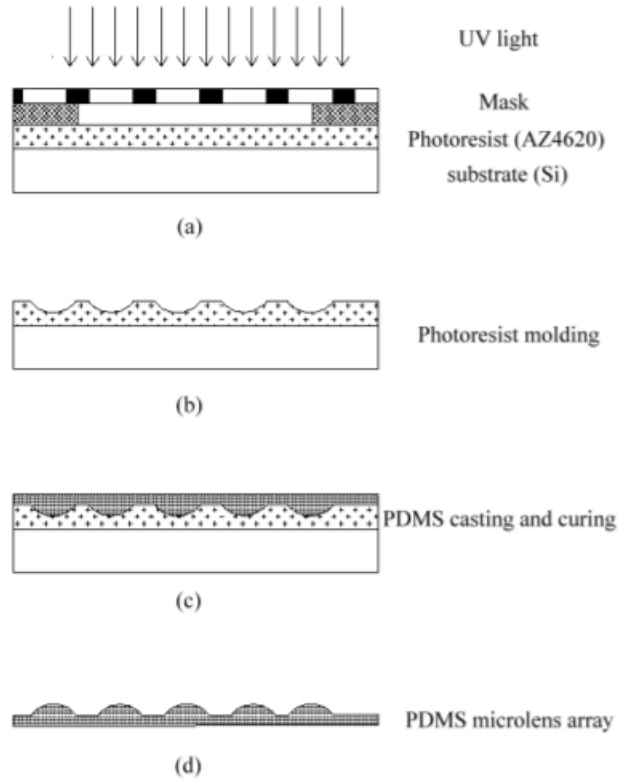 UV light
Mask
Photoresist (AZ4620)
substrate (Si)
(a)
Photoresist molding
(b)
PDMS casting and curing
(c)
PDMS microlens array
(d)